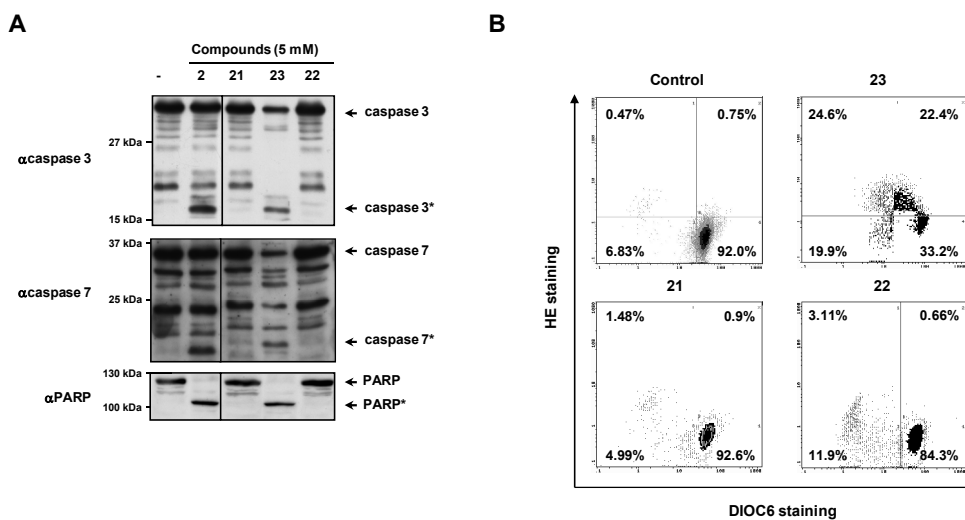 A
Compounds (5 mM)
- 2 21 23 22
caspase 3
27 kDa
αcaspase 3
caspase 3*
15 kDa
37 kDa
caspase 7
25 kDa
αcaspase 7
caspase 7*
130 kDa
PARP
αPARP
100 kDa
PARP*
B
Control
23
0.47% 0.75%
24.6% 22.4%
6.83% 92.0%
19.9% 33.2%
21
22
1.48% 0.9%
3.11% 0.66%
4.99% 92.6%
11.9% 84.3%
HE staining
DIOC6 staining